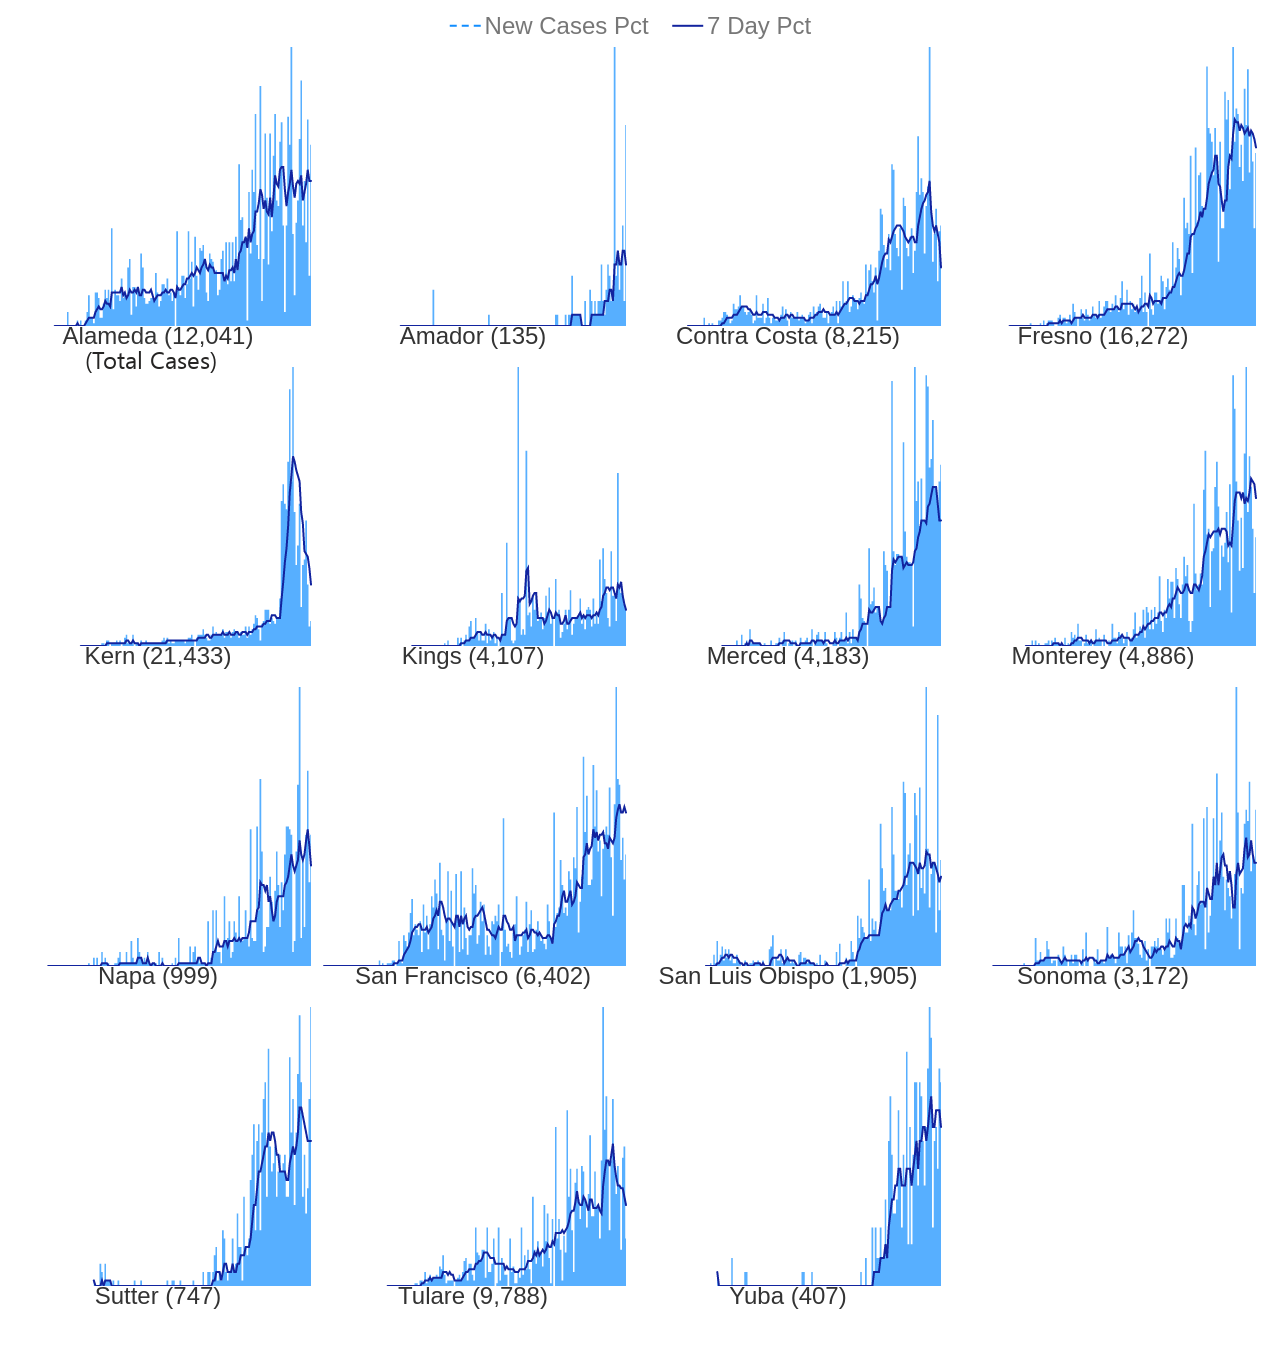 New Cases Pct 7 Day Pct
Alameda (12,041) Amador (135) Contra Costa (8,215) Fresno (16,272)
(Total Cases)
Kern (21,433) Kings (4,107) Merced (4,183) Monterey (4,886)
Napa (999) San Francisco (6,402) San Luis Obispo (1,905) Sonoma (3,172)
Sutter (747) Tulare (9,788) Yuba (407)